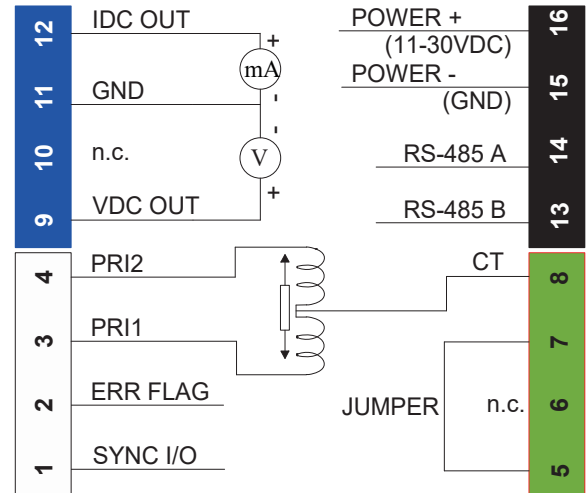 12
IDC OUT
+
mA
-
11
GND
-
10
n.c.
V
+
9
VDC OUT
POWER +
16
(11-30VDC)
POWER -
15
(GND)
RS-485 A
14
RS-485 B
13
4
PRI2
3
PRI1
2
ERR FLAG
1
SYNC I/O
CT
8
7
JUMPER
n.c.
6
5